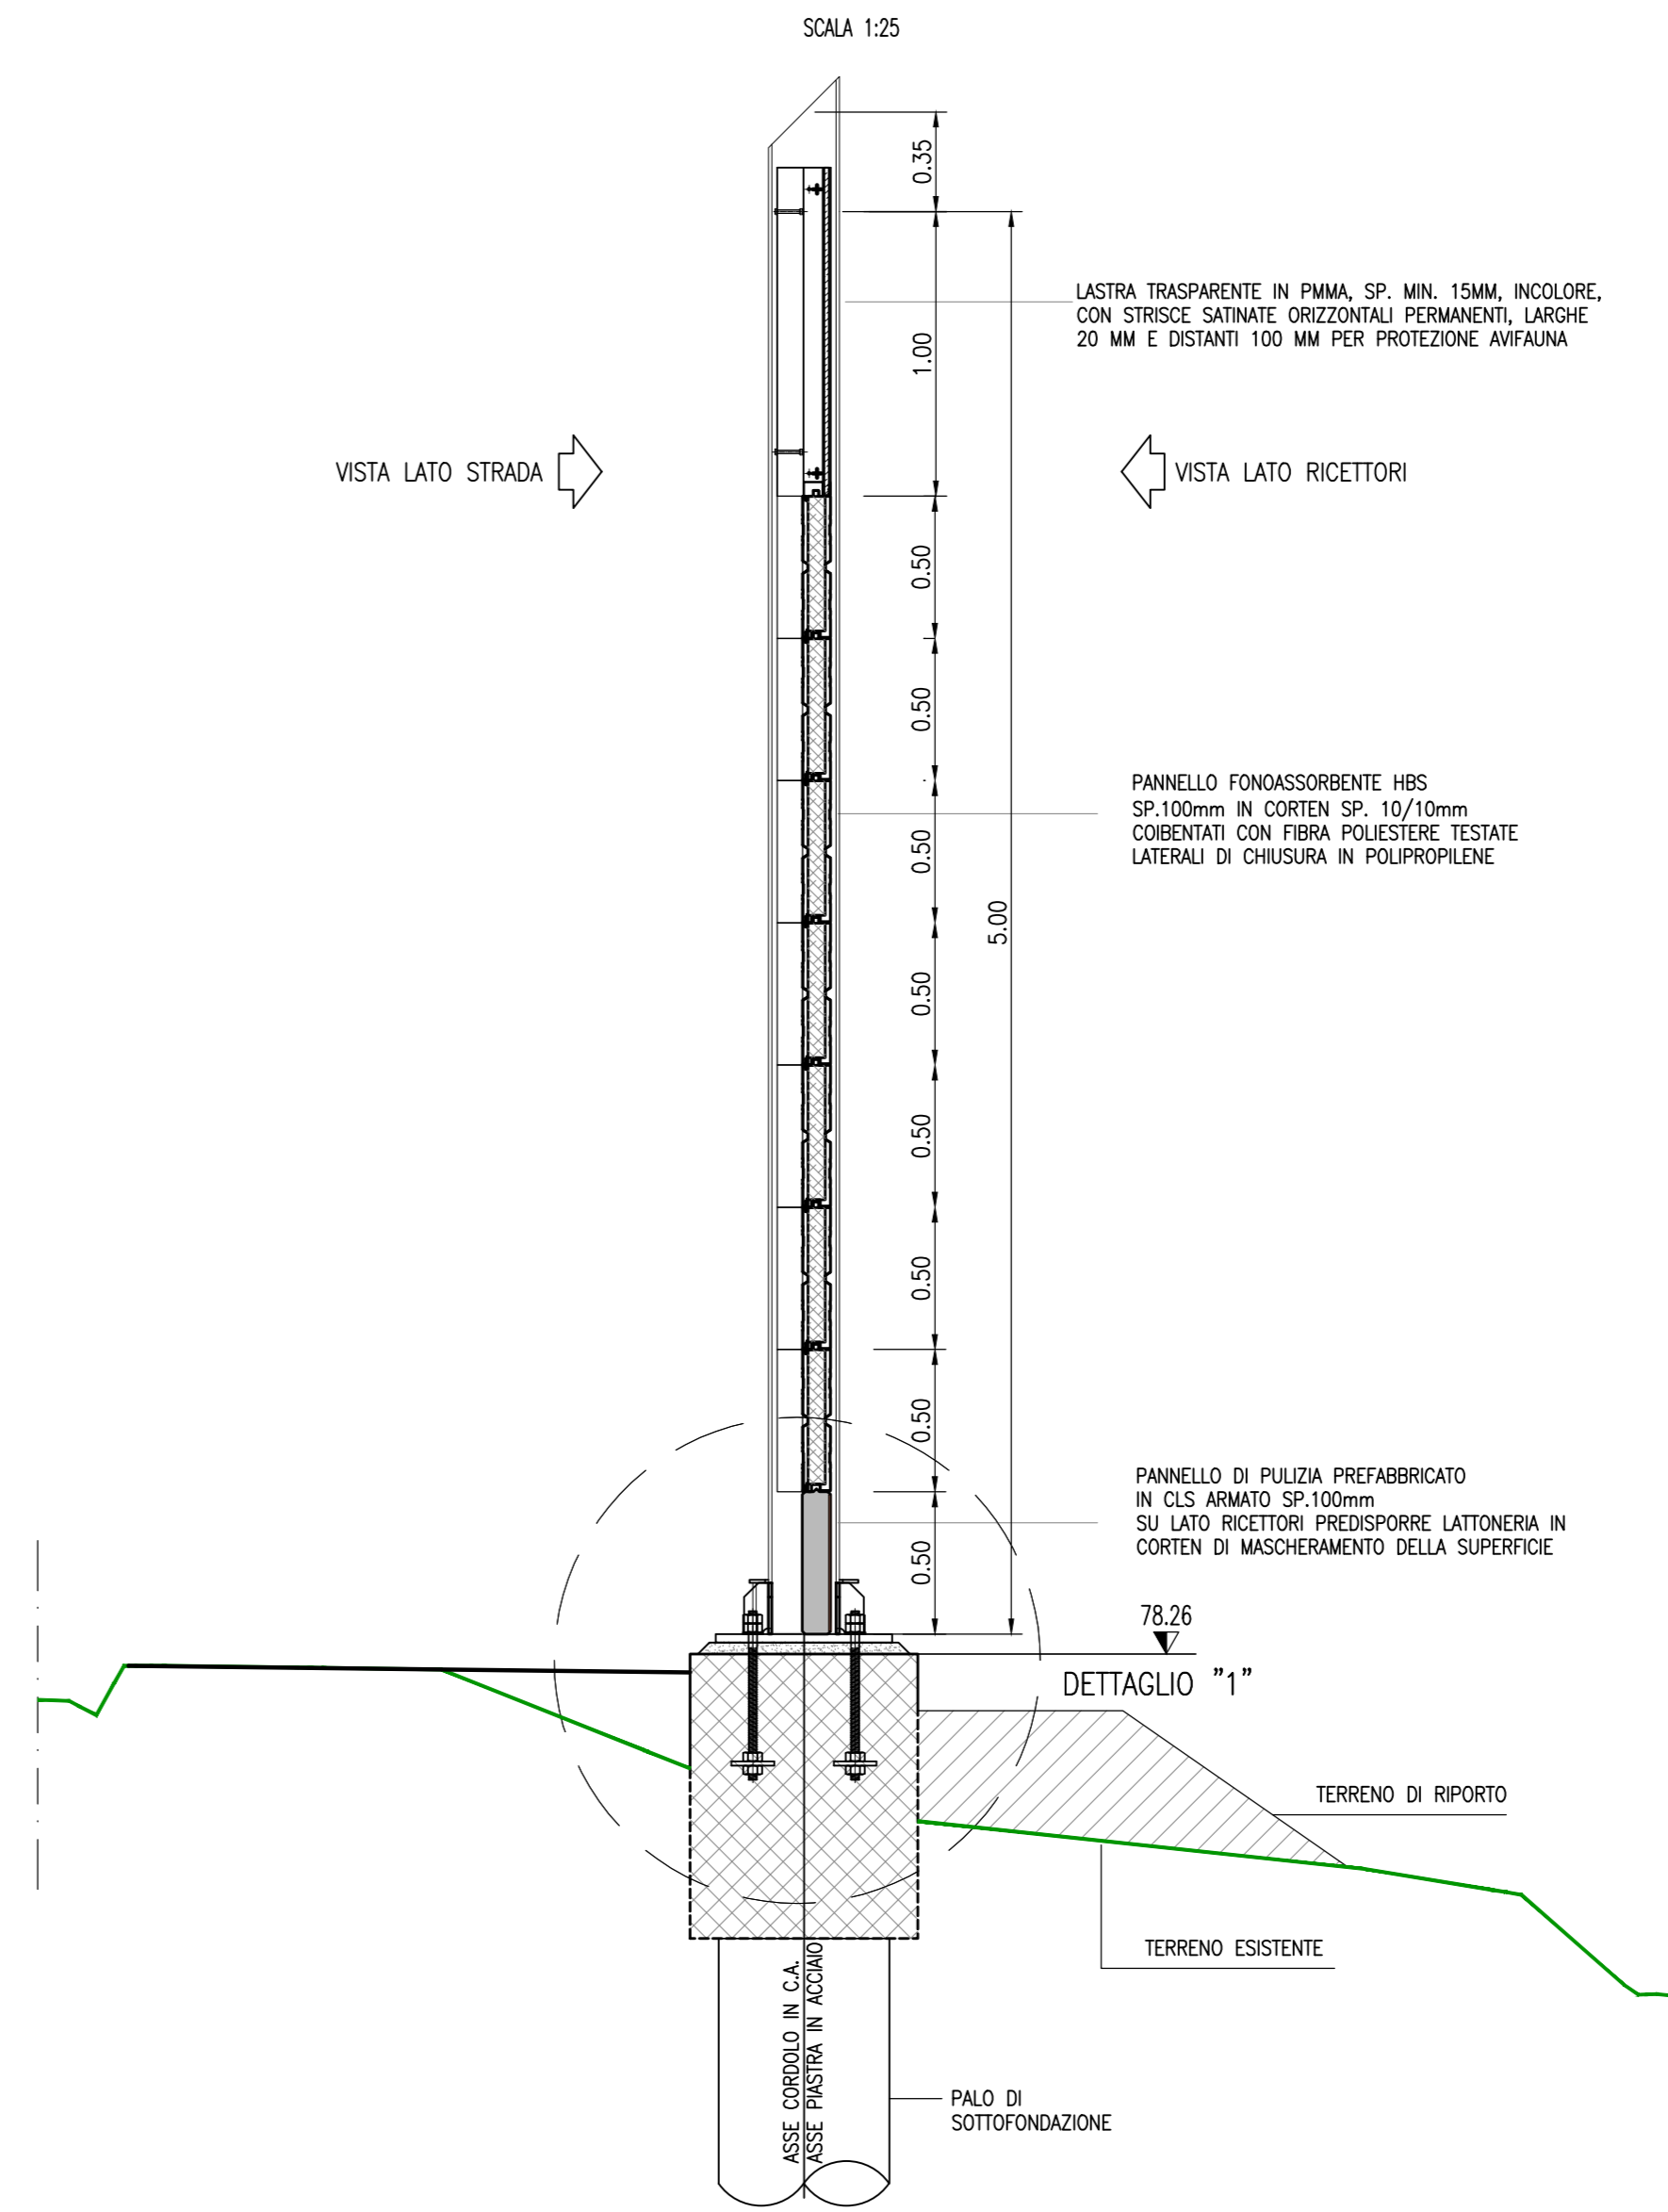 SCALA 1:25
0.35
LASTRA TRASPARENTE IN PMMA, SP. MIN. 15MM, INCOLORE,
CON STRISCE SATINATE ORIZZONTALI PERMANENTI, LARGHE
20 MM E DISTANTI 100 MM PER PROTEZIONE AVIFAUNA
1.00
VISTA LATO STRADA
VISTA LATO RICETTORI
0.50
0.50
PANNELLO FONOASSORBENTE HBS
SP.100mm IN CORTEN SP. 10/10mm
COIBENTATI CON FIBRA POLIESTERE TESTATE
LATERALI DI CHIUSURA IN POLIPROPILENE
0.50
5.00
0.50
0.50
0.50
0.50
PANNELLO DI PULIZIA PREFABBRICATO
IN CLS ARMATO SP.100mm
SU LATO RICETTORI PREDISPORRE LATTONERIA IN
CORTEN DI MASCHERAMENTO DELLA SUPERFICIE
0.50
78.26
DETTAGLIO "1"
TERRENO DI RIPORTO
TERRENO ESISTENTE
ASSE CORDOLO IN C.A.
ASSE PIASTRA IN ACCIAIO
PALO DI
SOTTOFONDAZIONE